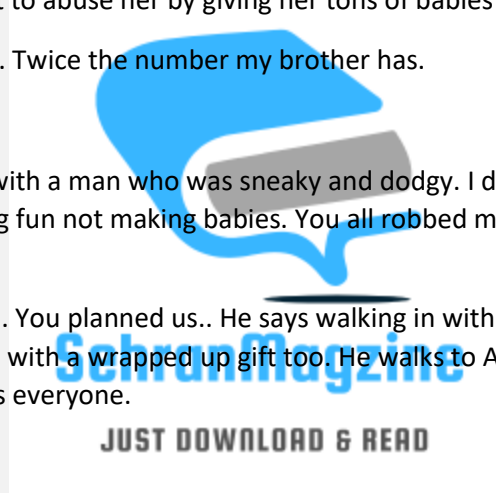 to abuse her by giving her tons of babies
. Twice the number my brother has.
with a man who was sneaky and dodgy. I d
g fun not making babies. You all robbed m
. You planned us.. He says walking in with
with a wrapped up gift too. He walks to A
s everyone.
SehranMagzine
JUST DOWNLOAD & READ